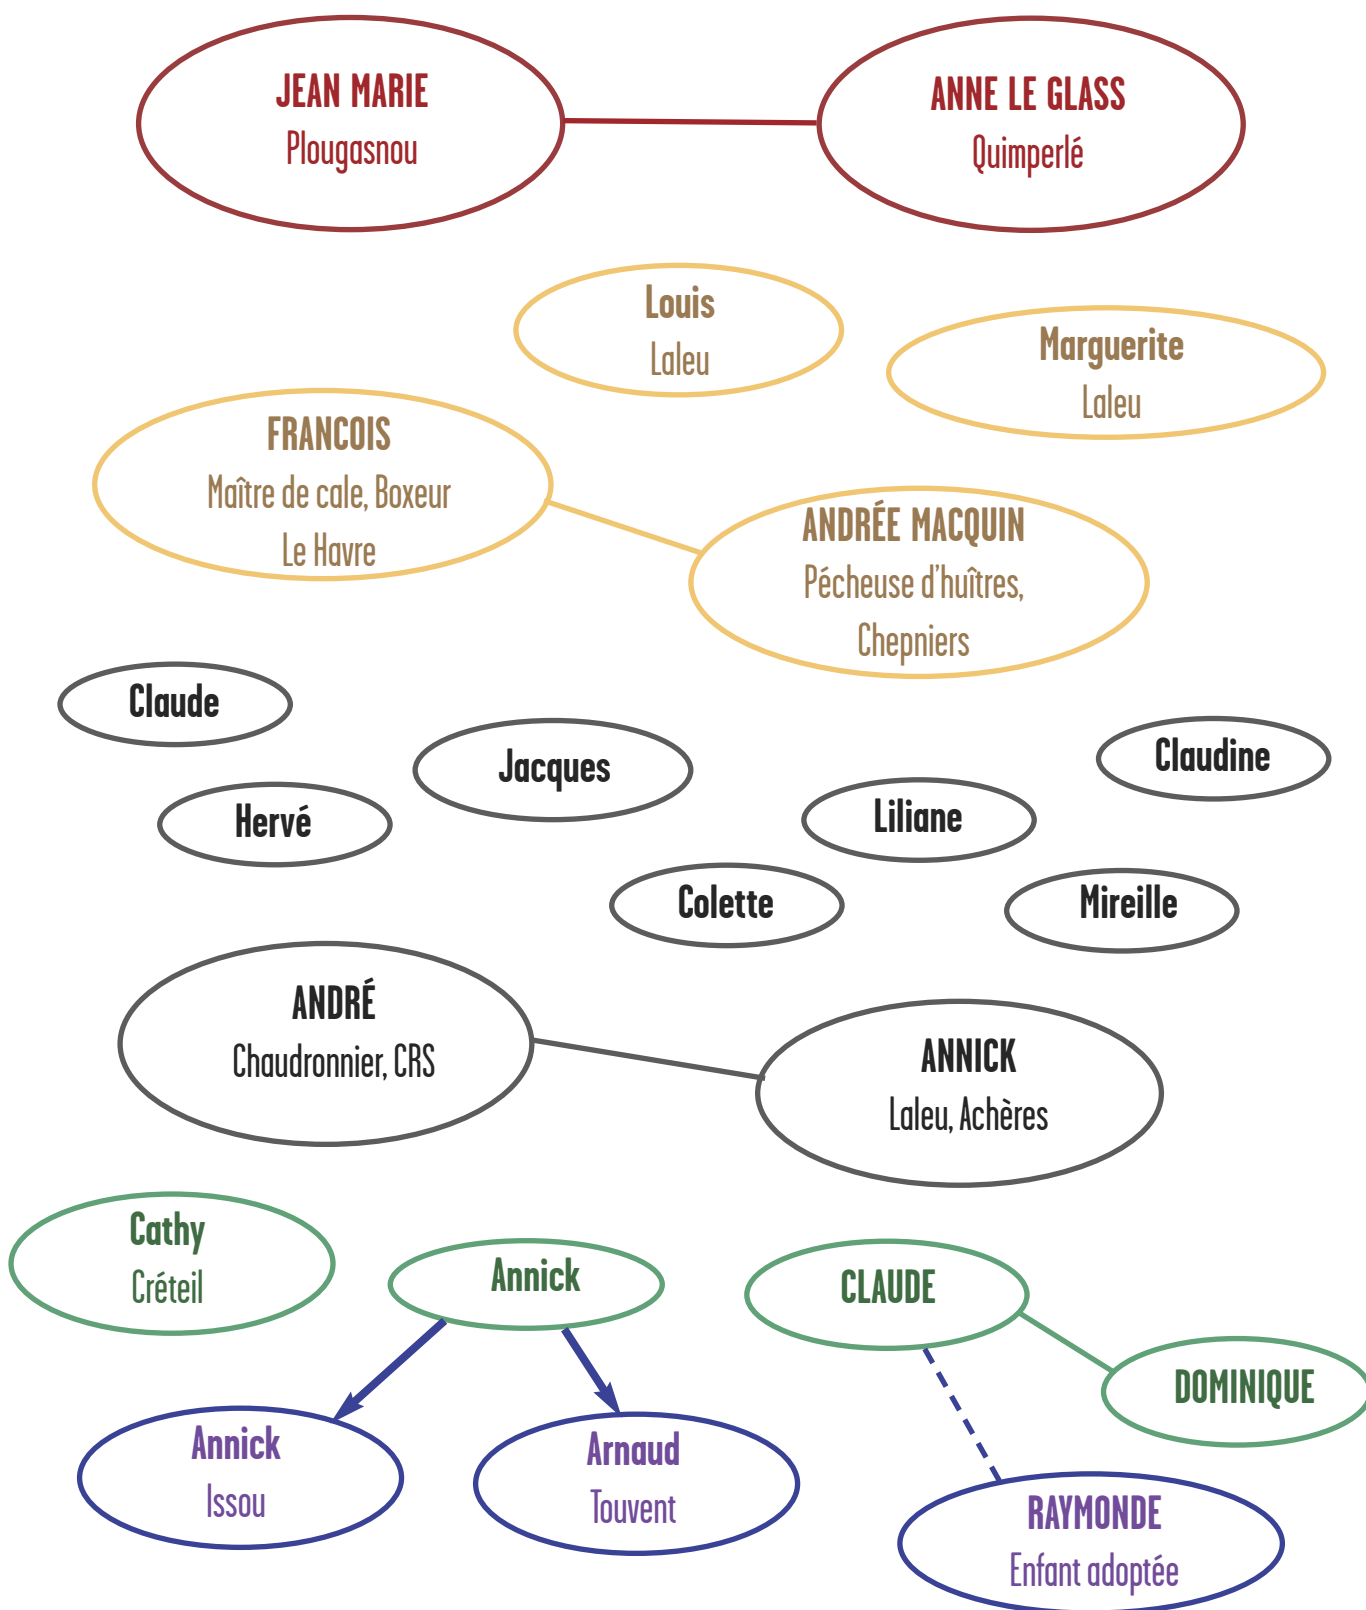 JEAN MARIE
Plougasnou
ANNE LE GLASS
Quimperlé
Louis
Laleu
Marguerite
Laleu
FRANCOIS
Maître de cale, Boxeur
Le Havre
ANDRÉE MACQUIN
Pécheuse d'huîtres,
Chepniers
Claude
Jacques
Claudine
Hervé
Liliane
Colette
Mireille
ANDRÉ
Chaudronnier, CRS
ANNICK
Laleu, Achères
Cathy
Créteil
Annick
CLAUDE
DOMINIQUE
Annick
Issou
Arnaud
Touvent
RAYMONDE
Enfant adoptée